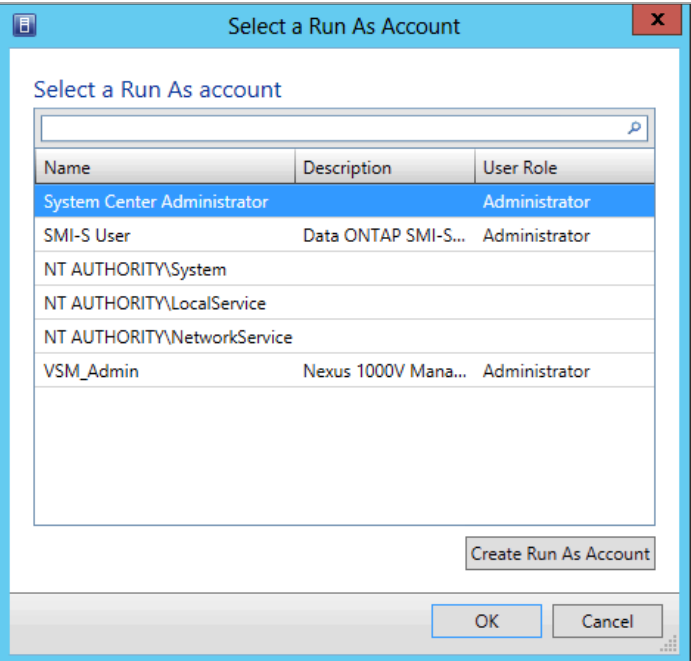 Select a Run As Account
x
Select a Run As account
Name Description User Role
System Center Administrator Administrator
SMI-S User Data ONTAP SMI-S... Administrator
NT AUTHORITY\System
NT AUTHORITY\LocalService
NT AUTHORITY\NetworkService
VSM_Admin Nexus 1000V Mana... Administrator
Create Run As Account
OK Cancel